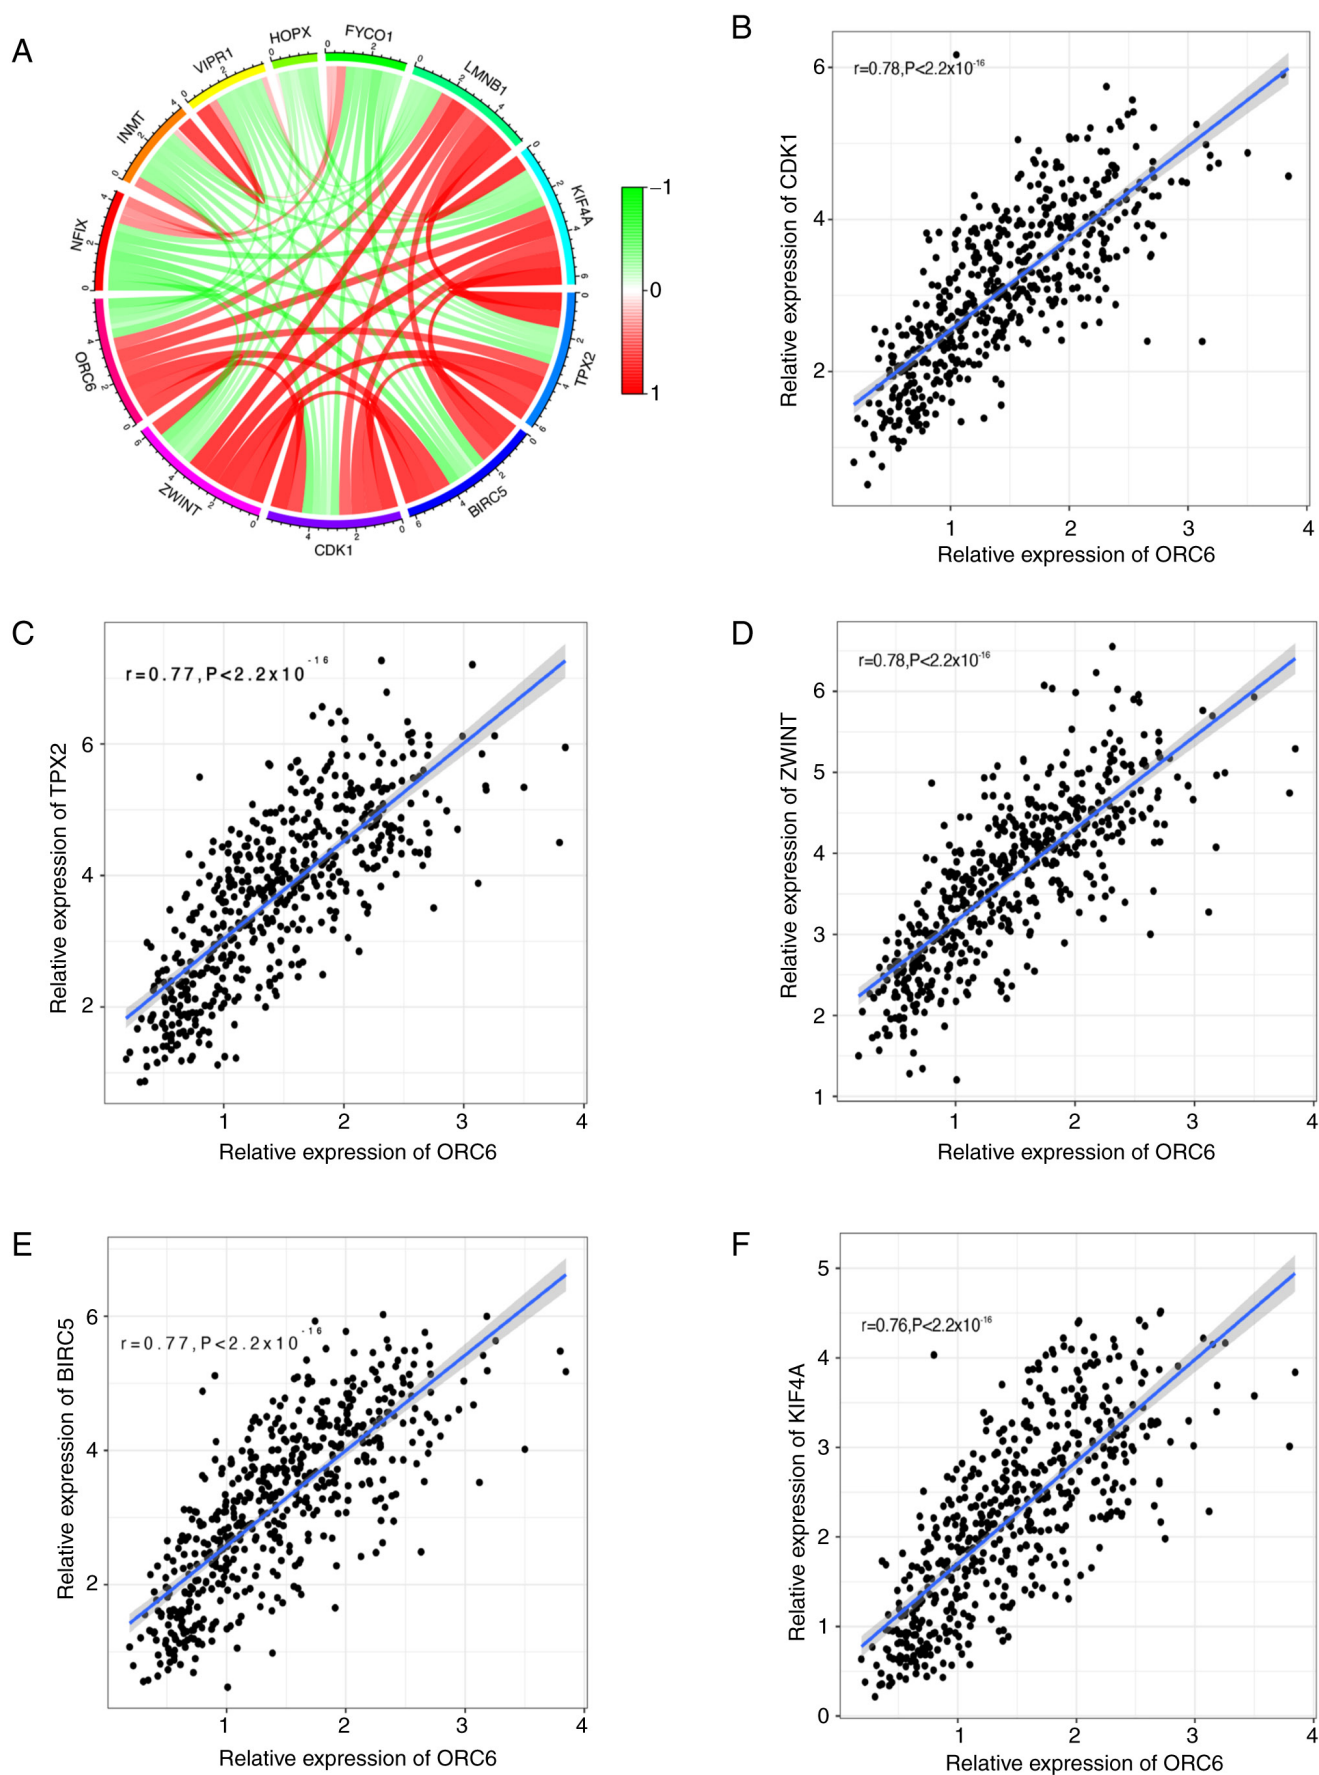 A
HOPX
FYCO1
VIPR1
LMNB1
INMT
KIF4A
NFIX
TPX2
ORC6
BIRC5
ZWINT
CDK1
−1
0
1
B
r=0.78,P<2.2x10-16
6
4
2
1 2 3 4
Relative expression of CDK1
Relative expression of ORC6
C
r=0.77,P<2.2x10-16
6
4
2
1 2 3 4
Relative expression of TPX2
Relative expression of ORC6
D
r=0.78,P<2.2x10-16
6
5
4
3
2
1
1 2 3 4
Relative expression of ZWINT
Relative expression of ORC6
E
r=0.77,P<2.2x10-16
6
4
2
1 2 3 4
Relative expression of BIRC5
Relative expression of ORC6
F
r=0.76,P<2.2x10-16
5
4
3
2
1
0
1 2 3 4
Relative expression of KIF4A
Relative expression of ORC6